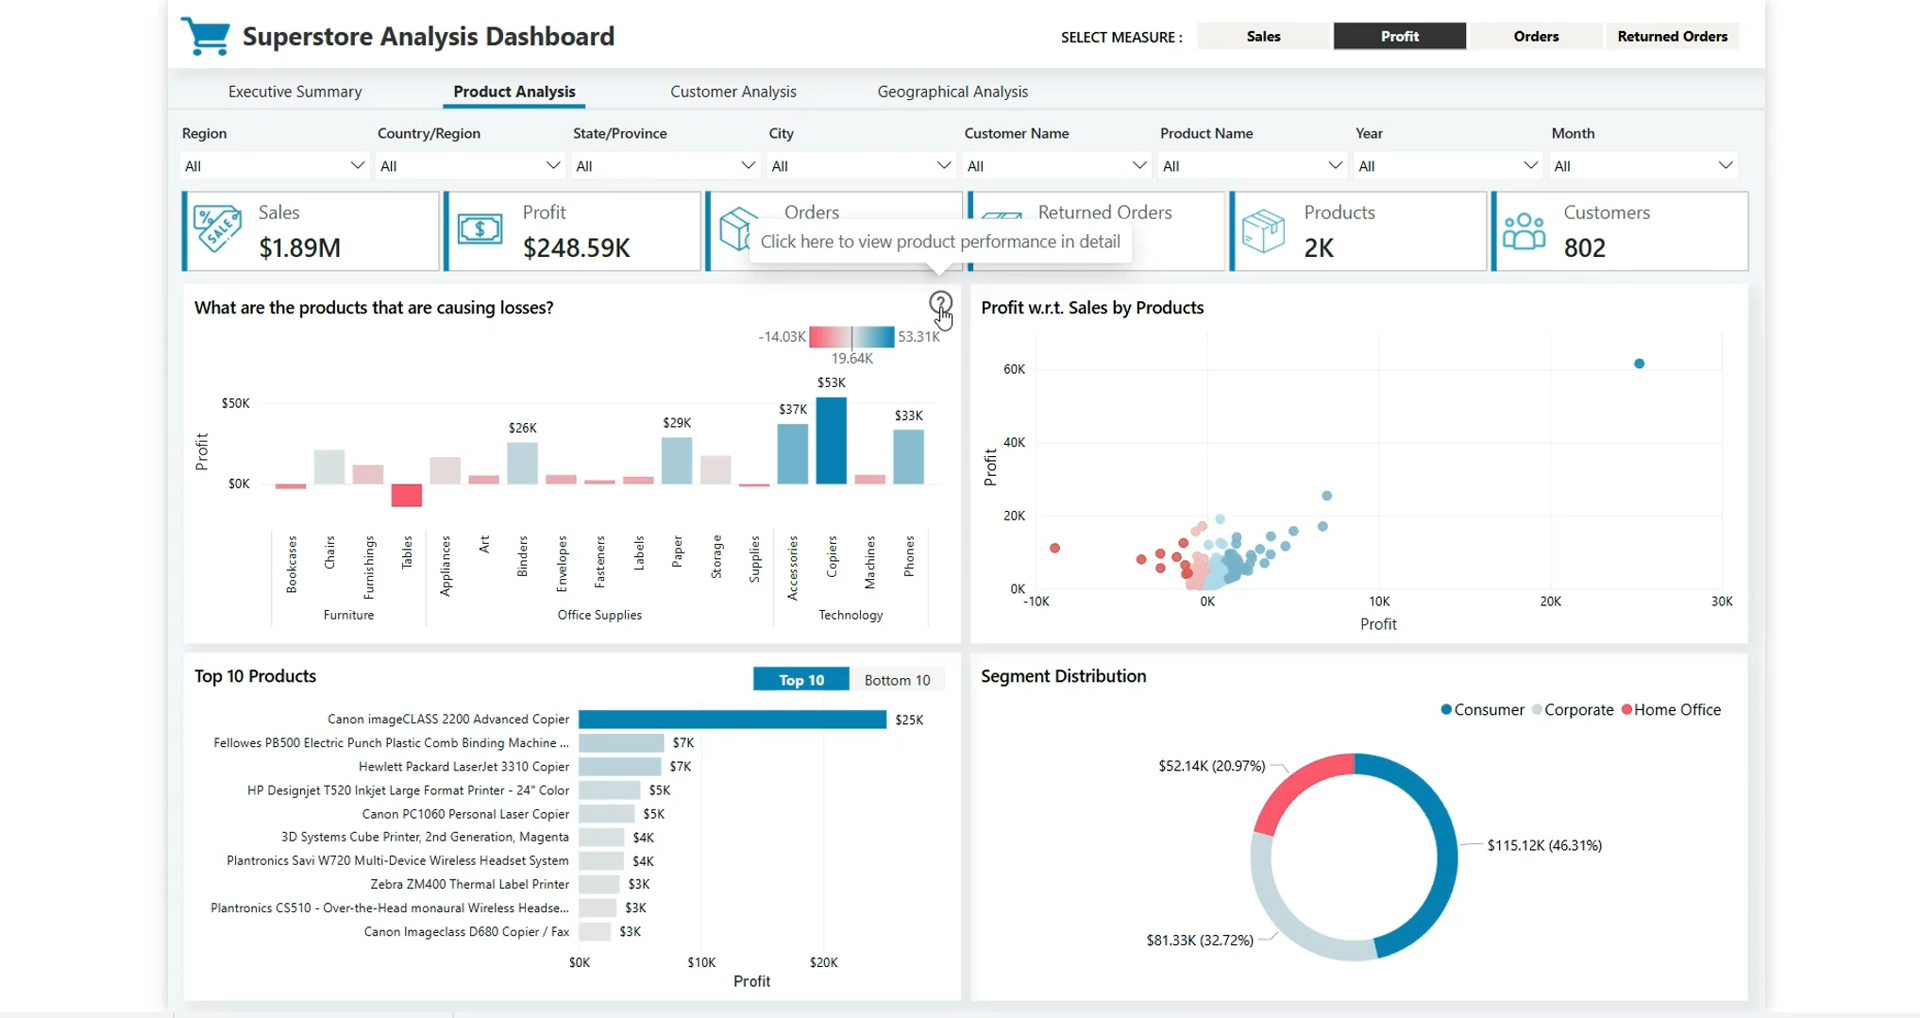 Superstore Analysis Dashboard
SELECT MEASURE : Sales Profit Orders Returned Orders
Executive Summary Product Analysis Customer Analysis Geographical Analysis
Region Country/Region State/Province City Customer Name Product Name Year Month
All All All All All All All All
Sales
$1.89M
Profit
$248.59K
Orders
Returned Orders
Products
2K
Customers
802
Click here to view product performance in detail
What are the products that are causing losses?
?
-14.03K 53.31K
19.64K
$53K
$37K
$33K
$29K
$26K
$50K
$0K
Profit
Bookcases
Chairs
Furnishings
Tables
Appliances
Art
Binders
Envelopes
Fasteners
Labels
Paper
Storage
Supplies
Accessories
Copiers
Machines
Phones
Furniture Office Supplies Technology
Profit w.r.t. Sales by Products
60K
40K
20K
0K
Profit
-10K 0K 10K 20K 30K
Profit
Top 10 Products
Top 10 Bottom 10
Canon imageCLASS 2200 Advanced Copier $25K
Fellowes PB500 Electric Punch Plastic Comb Binding Machine ... $7K
Hewlett Packard LaserJet 3310 Copier $7K
HP Designjet T520 Inkjet Large Format Printer - 24" Color $5K
Canon PC1060 Personal Laser Copier $5K
3D Systems Cube Printer, 2nd Generation, Magenta $4K
Plantronics Savi W720 Multi-Device Wireless Headset System $4K
Zebra ZM400 Thermal Label Printer $3K
Plantronics CS510 - Over-the-Head monaural Wireless Headse... $3K
Canon Imageclass D680 Copier / Fax $3K
$0K $10K $20K
Profit
Segment Distribution
Consumer Corporate Home Office
$52.14K (20.97%)
$115.12K (46.31%)
$81.33K (32.72%)